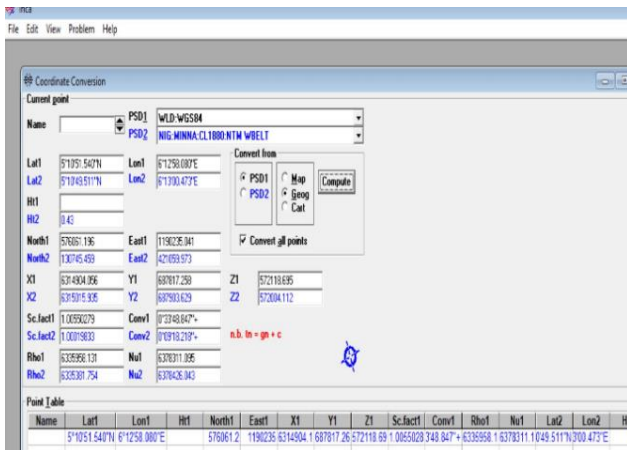 Inca
File Edit View Problem Help
Coordinate Conversion
Current point
Name PSD1 WLD:WGS84
PSD2 NIG:MINNA:CL1880:NTM WBELT
Convert from
Lat1 5°10'51.540"N Lon1 6°12'58.080"E PSD1 Map Compute
Lat2 5°10'49.511"N Lon2 6°13'00.473"E PSD2 Geog
Ht1 Cart
Ht2 0.43
North1 576061.196 East1 1190235.041 Convert all points
North2 130745.459 East2 421059.973
X1 6314904.056 Y1 687817.258 Z1 572118.695
X2 6315015.935 Y2 687903.629 Z2 572084.112
Sc.fact1 1.00550279 Conv1 0°33'48.847"+
Sc.fact2 1.00019833 Conv2 0°09'18.218"+ n.b. tn = gn + c
Rho1 6335958.131 Nu1 6378311.095
Rho2 6335381.754 Nu2 6378426.043
Point Table
Name Lat1 Lon1 Ht1 North1 East1 X1 Y1 Z1 Sc.fact1 Conv1 Rho1 Nu1 Lat2 Lon2 H
5°10'51.540"N 6°12'58.080"E 576061.2 1190235 6314904.1 687817.26 572118.69 1.0055028 3'48.847"+ 6335958.1 6378311.1 0'49.511"N 3'00.473"E